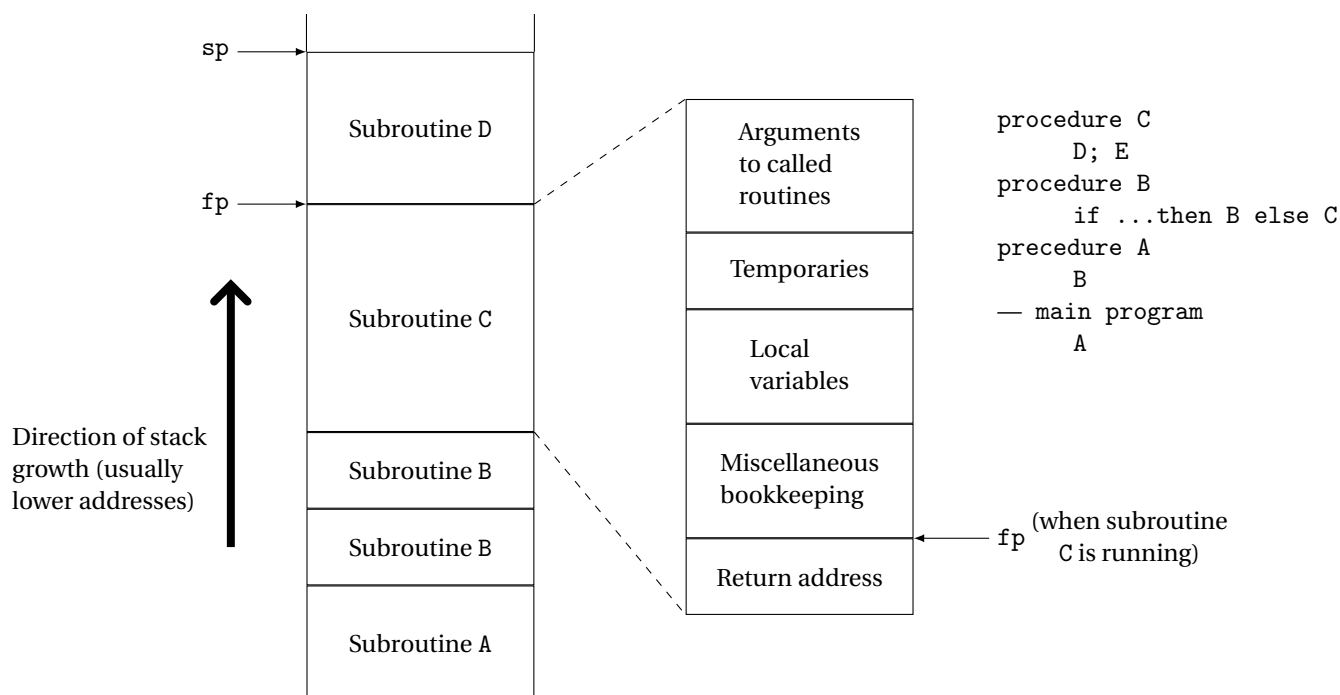 sp
Subroutine D
fp
Subroutine C
Direction of stack
growth (usually
lower addresses)
Subroutine B
Subroutine B
Subroutine A
Arguments
to called
routines
Temporaries
Local
variables
Miscellaneous
bookkeeping
Return address
fp (when subroutine
C is running)
procedure C
D; E
procedure B
if ...then B else C
precedure A
B
— main program
A